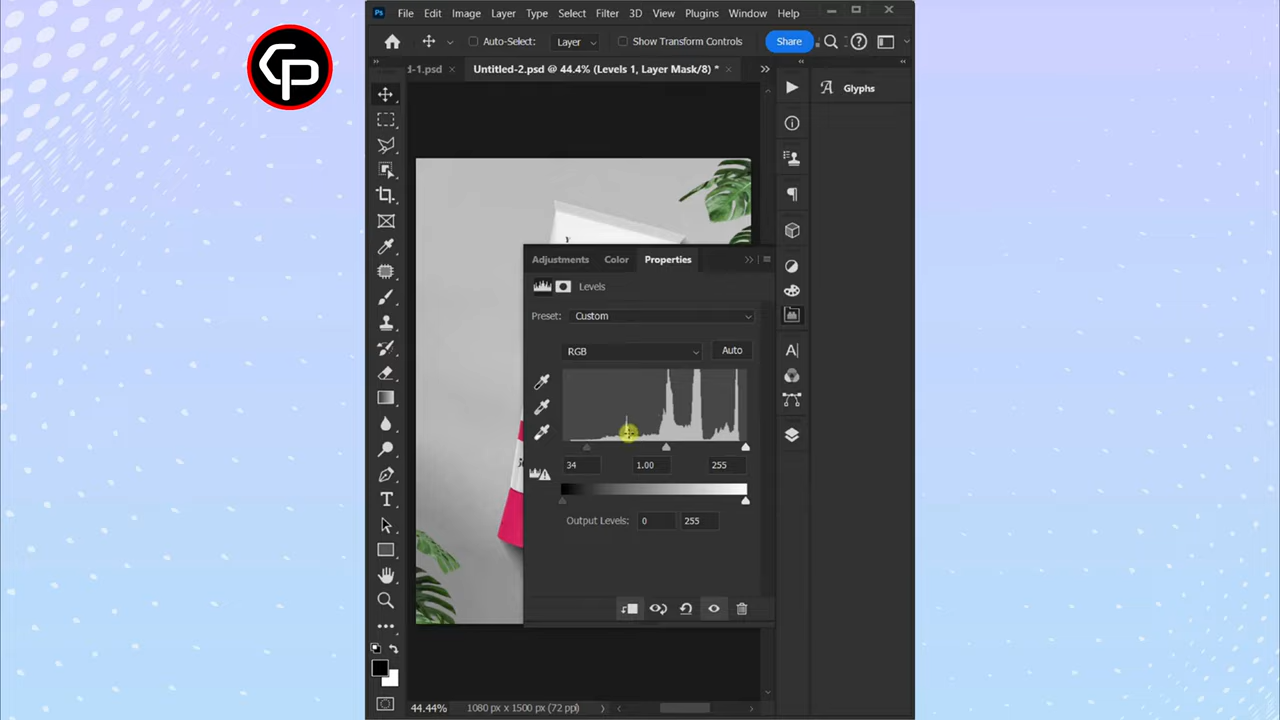 CP
Ps File Edit Image Layer Type Select Filter 3D View Plugins Window Help
Auto-Select: Layer Show Transform Controls Share
d-1.psd × Untitled-2.psd @ 44.4% (Levels 1, Layer Mask/8) * ×
Glyphs
Adjustments Color Properties
Levels
Preset: Custom
RGB Auto
34 1.00 255
Output Levels: 0 255
44.44% 1080 px x 1500 px (72 ppi)